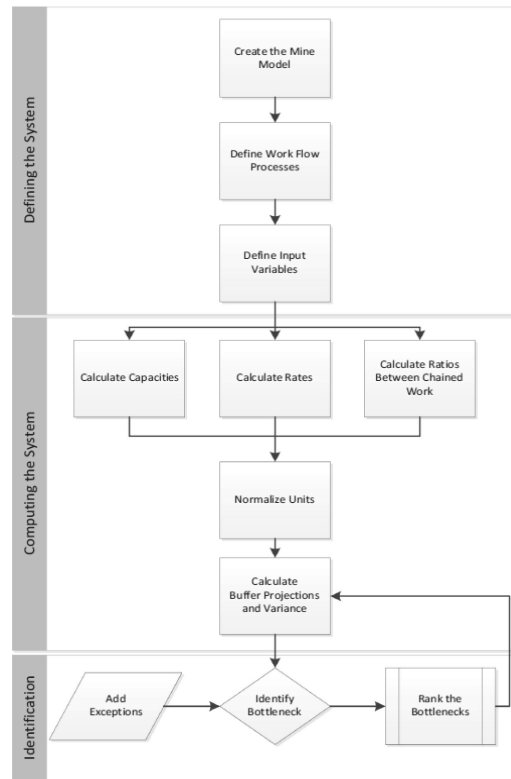 Defining the System
Create the Mine
Model
Define Work Flow
Processes
Define Input
Variables
Computing the System
Calculate Capacities
Calculate Rates
Calculate Ratios
Between Chained
Work
Normalize Units
Calculate
Buffer Projections
and Variance
Identification
Add
Exceptions
Identify
Bottleneck
Rank the
Bottlenecks